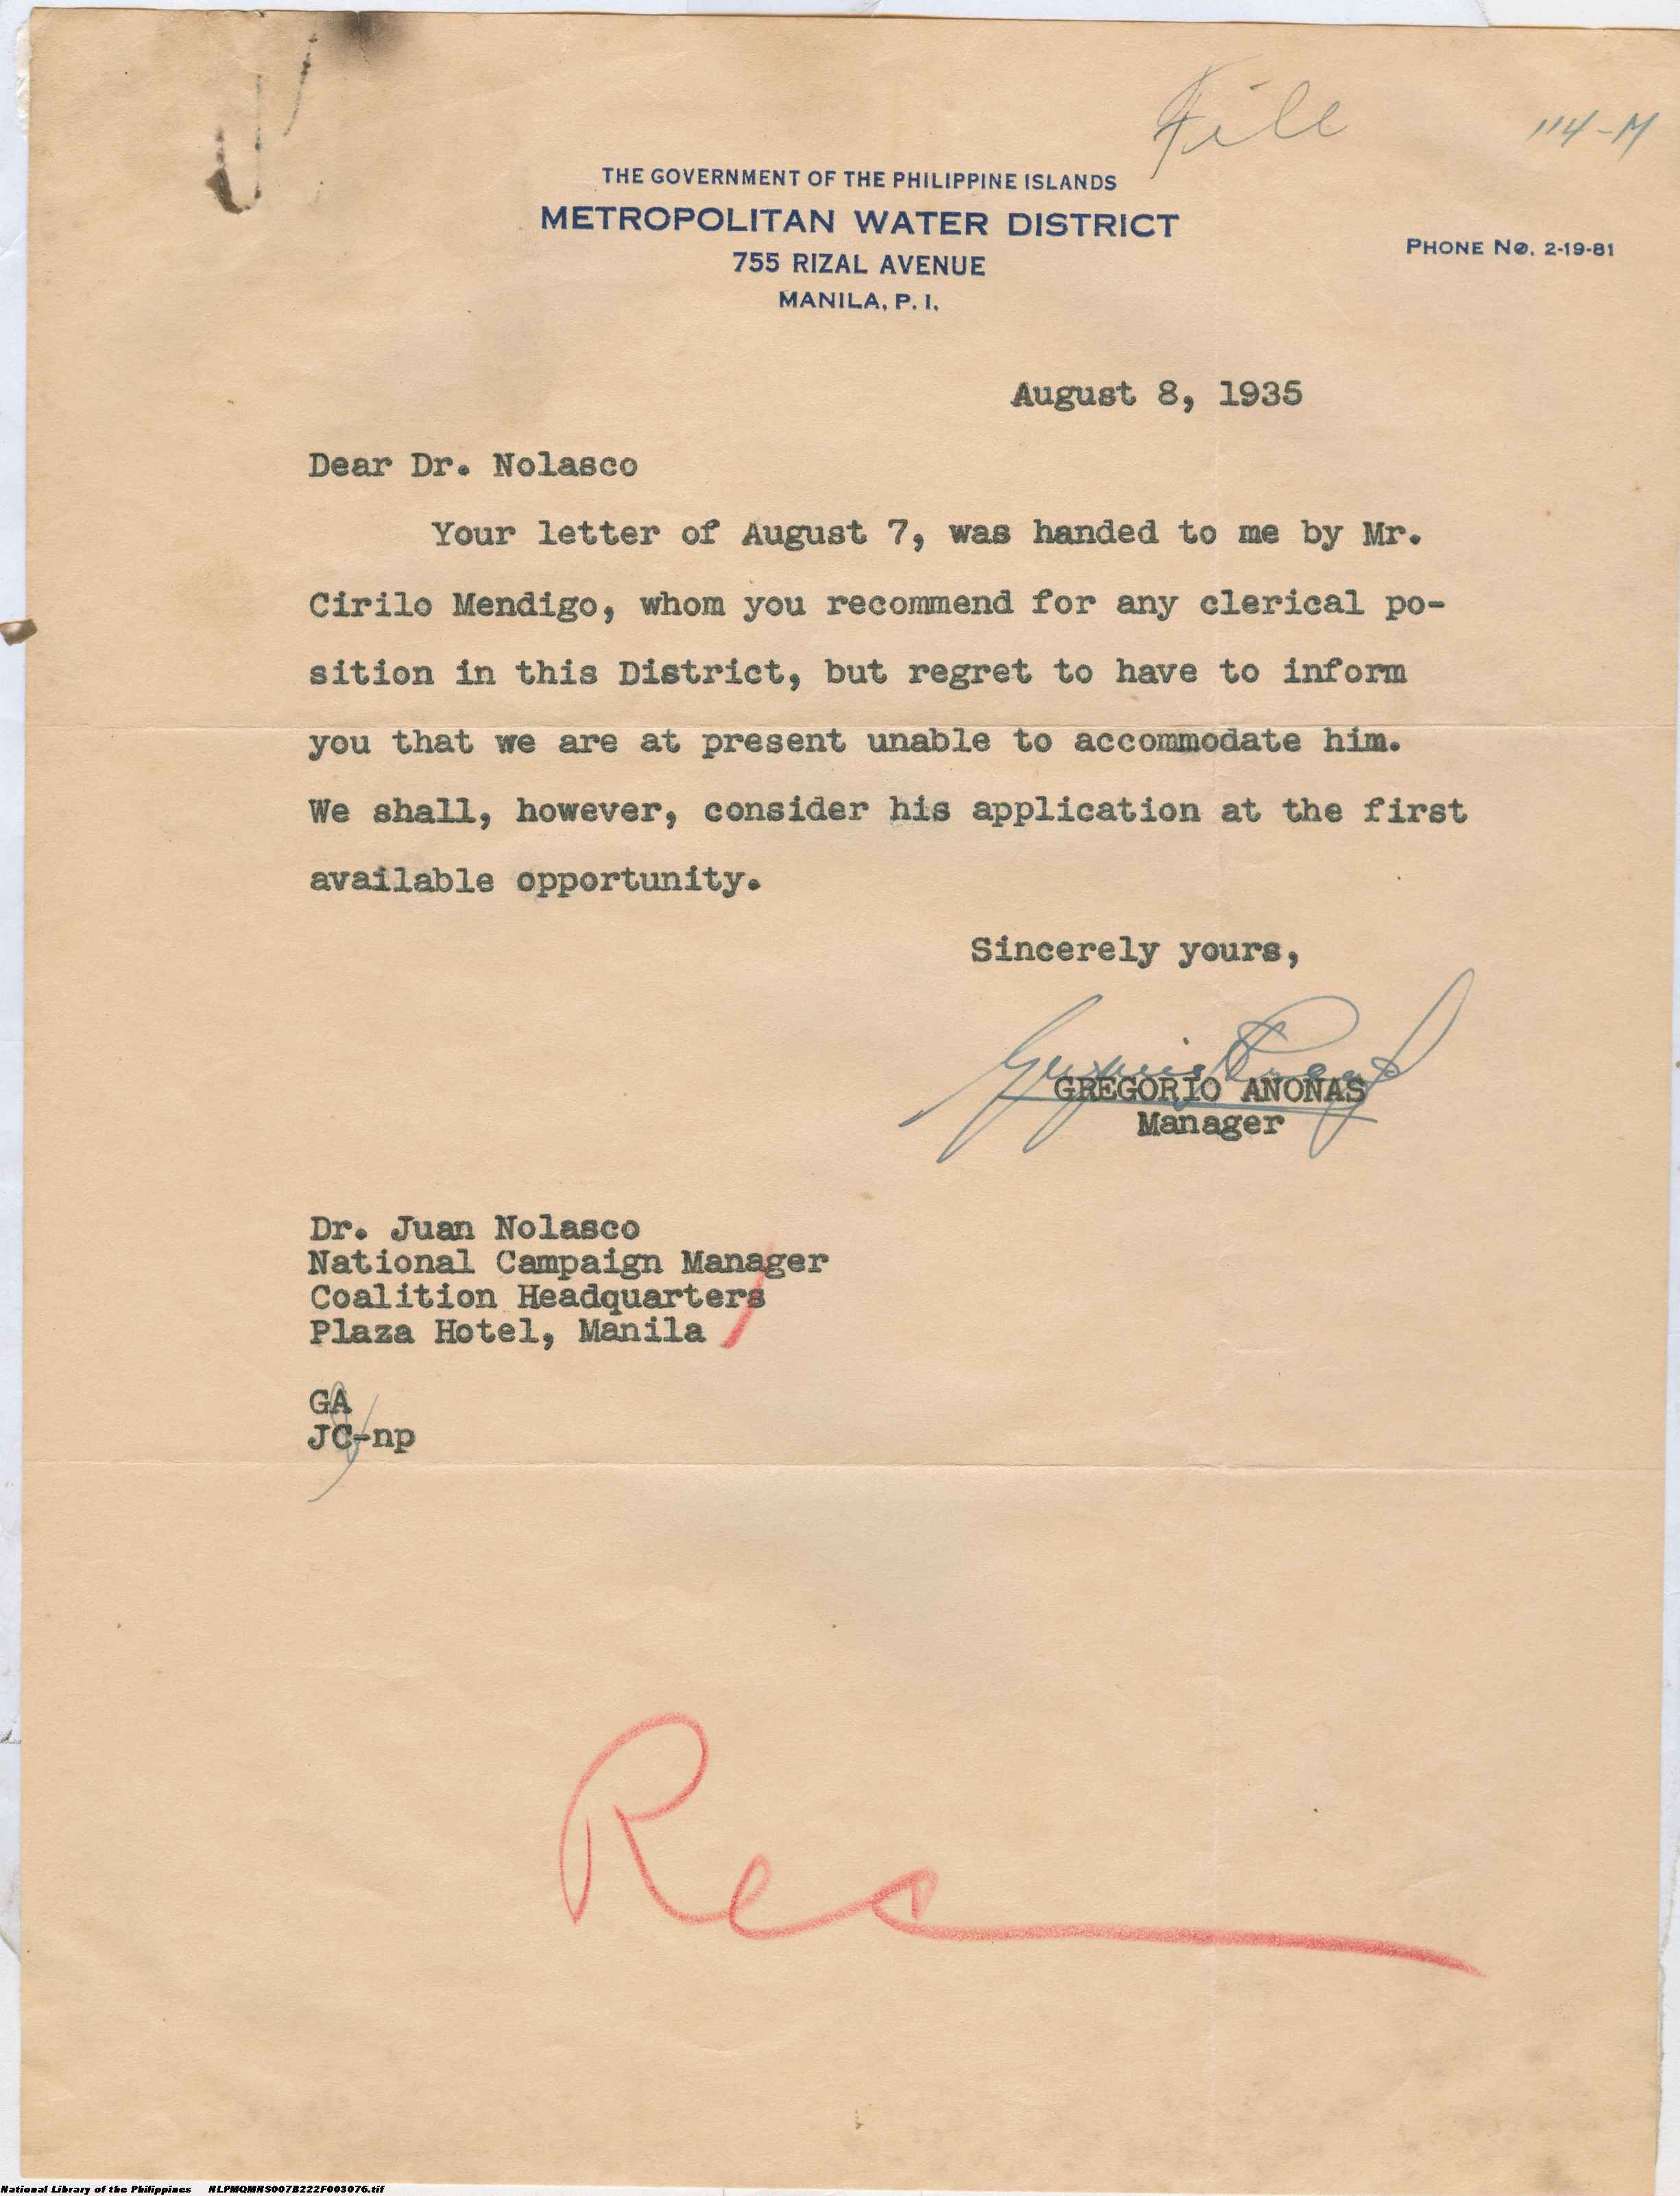 File
114-M
THE GOVERNMENT OF THE PHILIPPINE ISLANDS
METROPOLITAN WATER DISTRICT
755 RIZAL AVENUE
MANILA, P. I.
PHONE NO. 2-19-81
August 8, 1935
Dear Dr. Nolasco
Your letter of August 7, was handed to me by Mr.
Cirilo Mendigo, whom you recommend for any clerical po-
sition in this District, but regret to have to inform
you that we are at present unable to accommodate him.
We shall, however, consider his application at the first
available opportunity.
Sincerely yours,
GREGORIO ANONAS
Manager
Dr. Juan Nolasco
National Campaign Manager
Coalition Headquarters
Plaza Hotel, Manila
GA
JC-np
Rec
National Library of the Philippines NLPMQMNS007B222F003076.tif